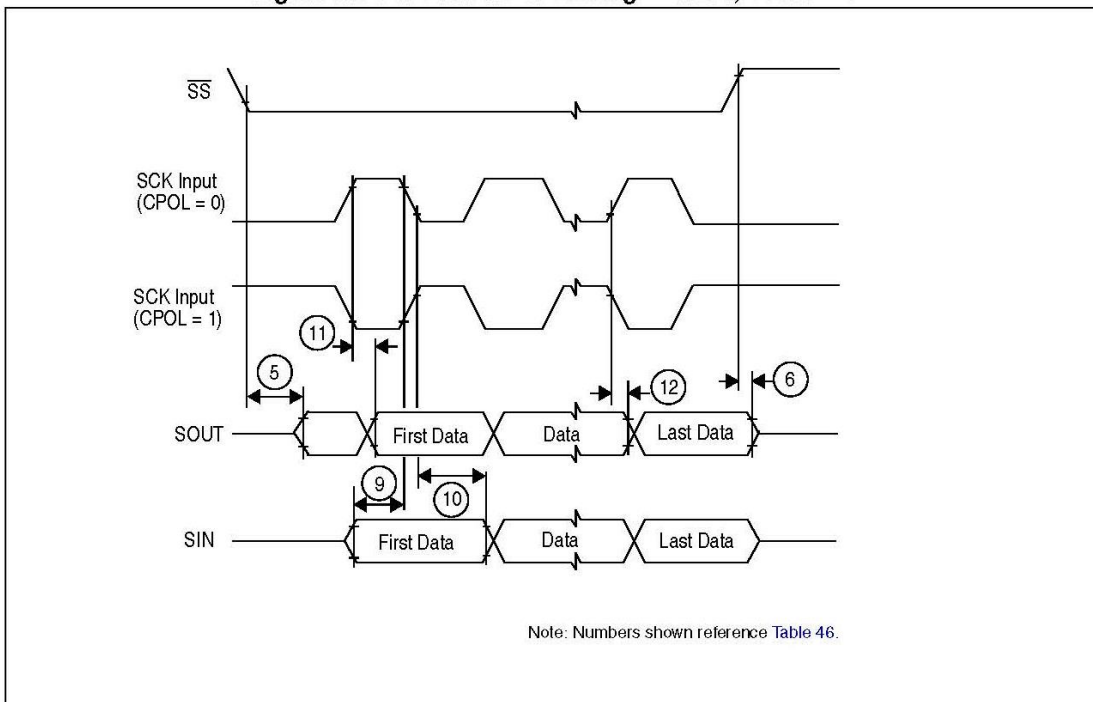 SS
SCK Input
(CPOL = 0)
SCK Input
(CPOL = 1)
11
5
12
6
SOUT
First Data
Data
Last Data
9
10
SIN
First Data
Data
Last Data
Note: Numbers shown reference Table 46.